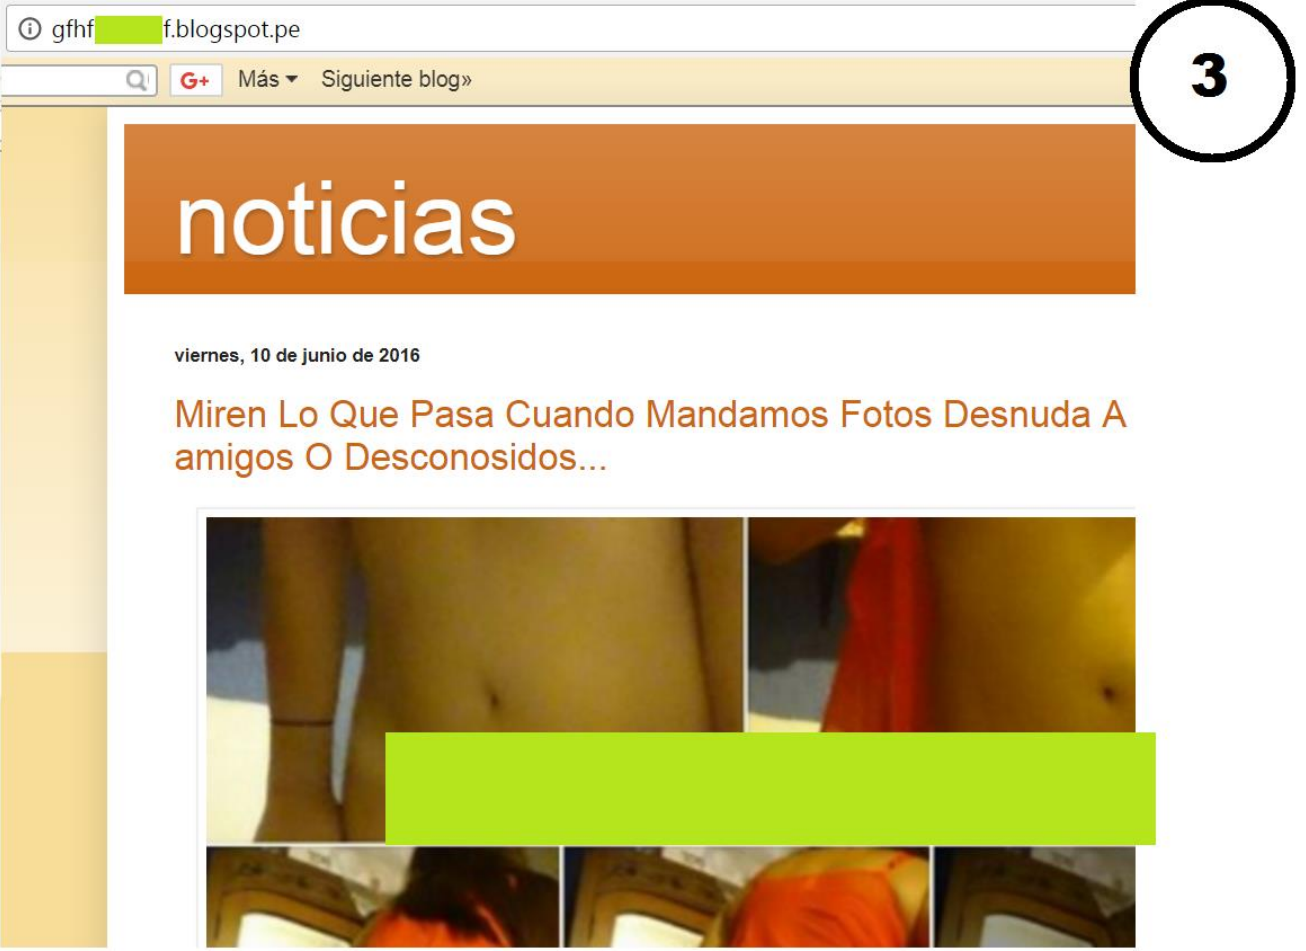 gfhf f.blogspot.pe
3
G+ Más Siguiente blog»
noticias
viernes, 10 de junio de 2016
Miren Lo Que Pasa Cuando Mandamos Fotos Desnuda A
amigos O Desconosidos...